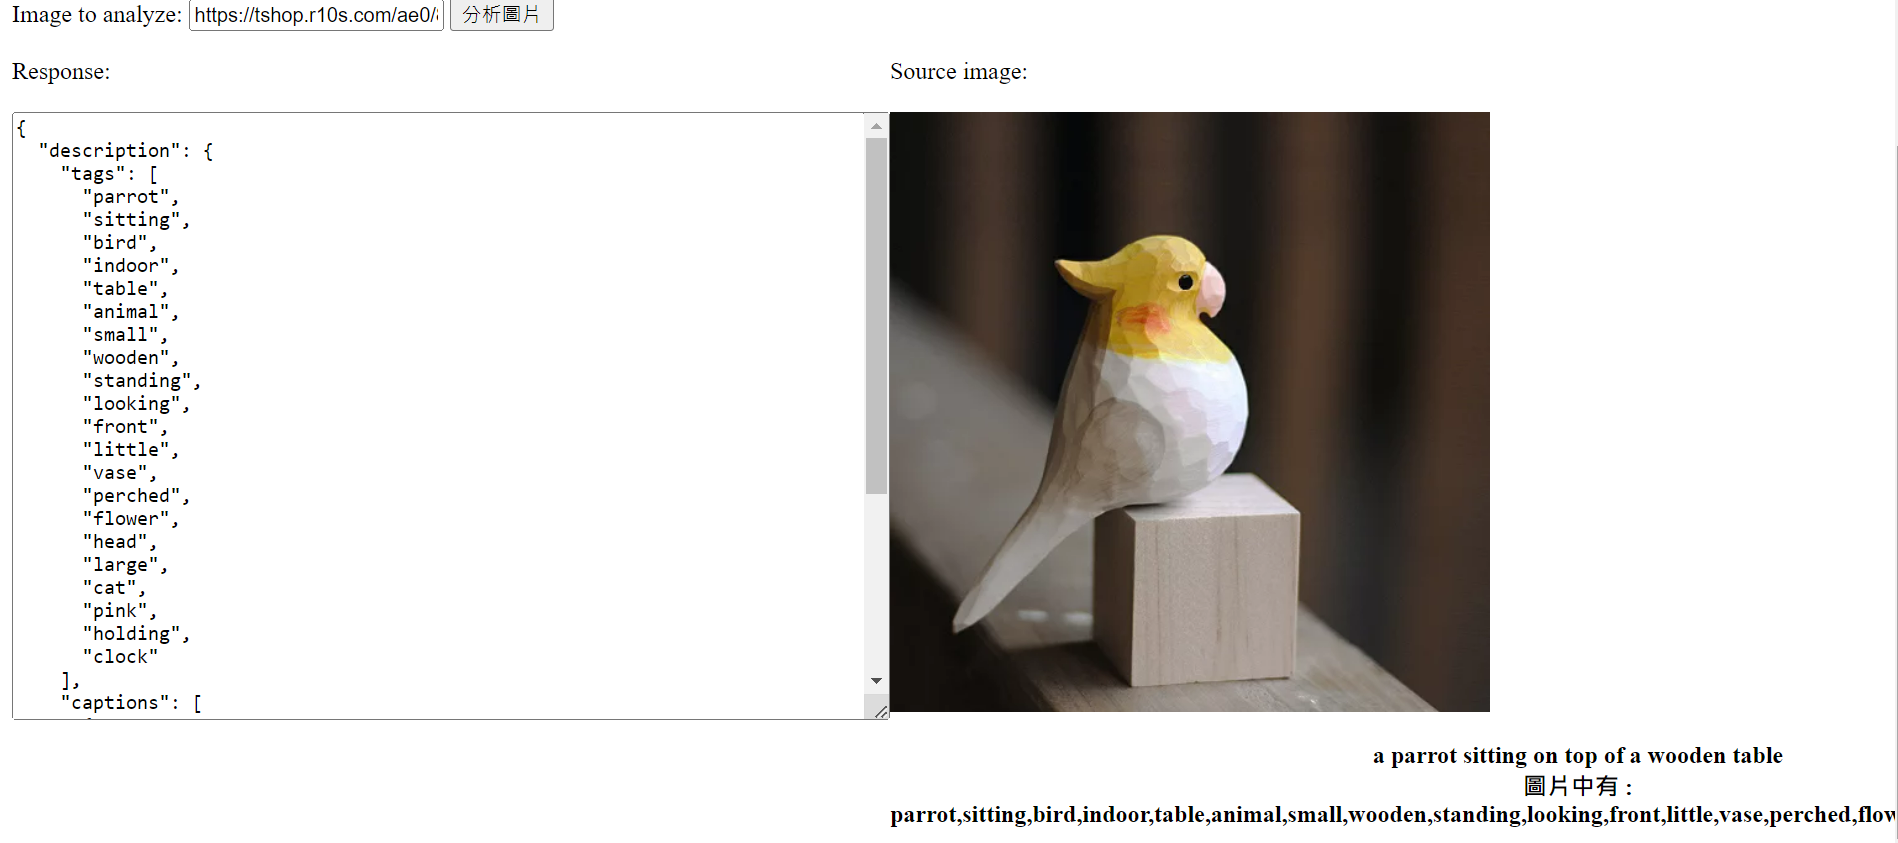 Image to analyze: https://tshop.r10s.com/ae0/ 分析圖片
Response:
Source image:
{
"description": {
"tags": [
"parrot",
"sitting",
"bird",
"indoor",
"table",
"animal",
"small",
"wooden",
"standing",
"looking",
"front",
"little",
"vase",
"perched",
"flower",
"head",
"large",
"cat",
"pink",
"holding",
"clock"
],
"captions": [
a parrot sitting on top of a wooden table
圖片中有 :
parrot,sitting,bird,indoor,table,animal,small,wooden,standing,looking,front,little,vase,perched,flow